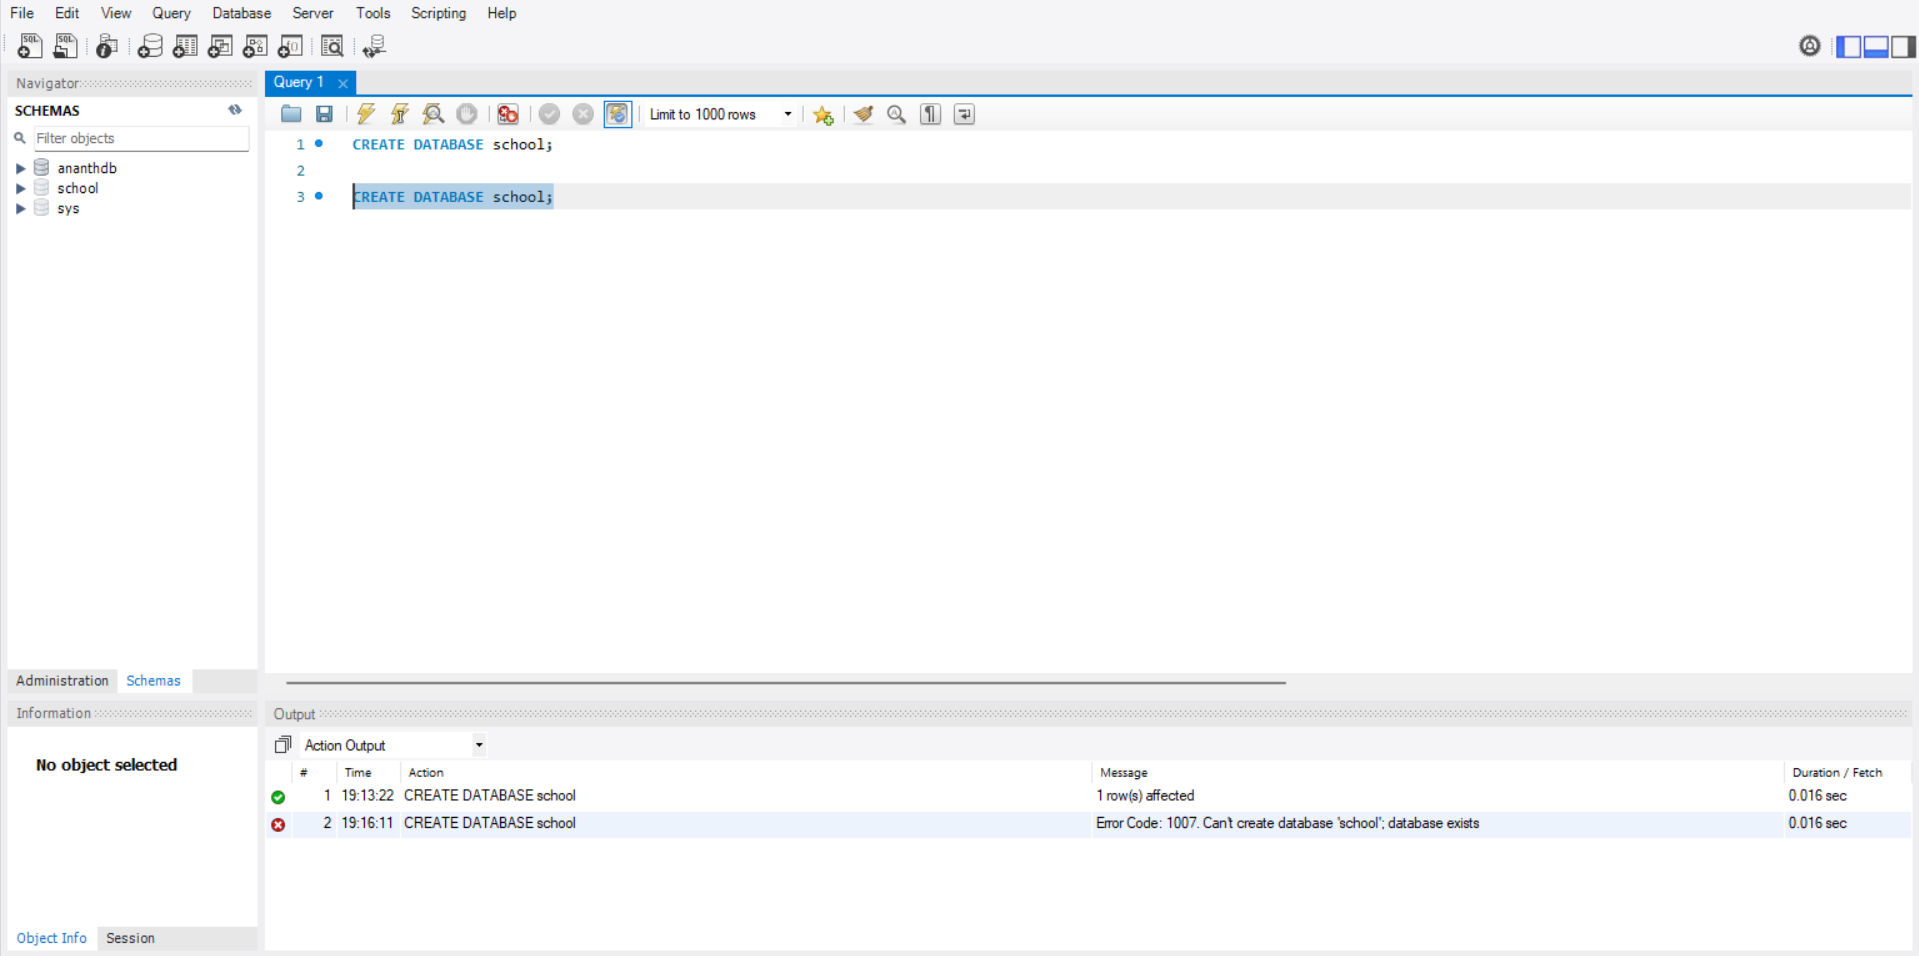 File Edit View Query Database Server Tools Scripting Help
SQL SQL
Navigator
Query 1
SCHEMAS
Limit to 1000 rows
Filter objects
ananthdb
school
sys
1 CREATE DATABASE school;
2
3 CREATE DATABASE school;
Administration Schemas
Information
Output
No object selected
Action Output
# Time Action Message Duration / Fetch
1 19:13:22 CREATE DATABASE school 1 row(s) affected 0.016 sec
2 19:16:11 CREATE DATABASE school Error Code: 1007. Can't create database 'school'; database exists 0.016 sec
Object Info Session